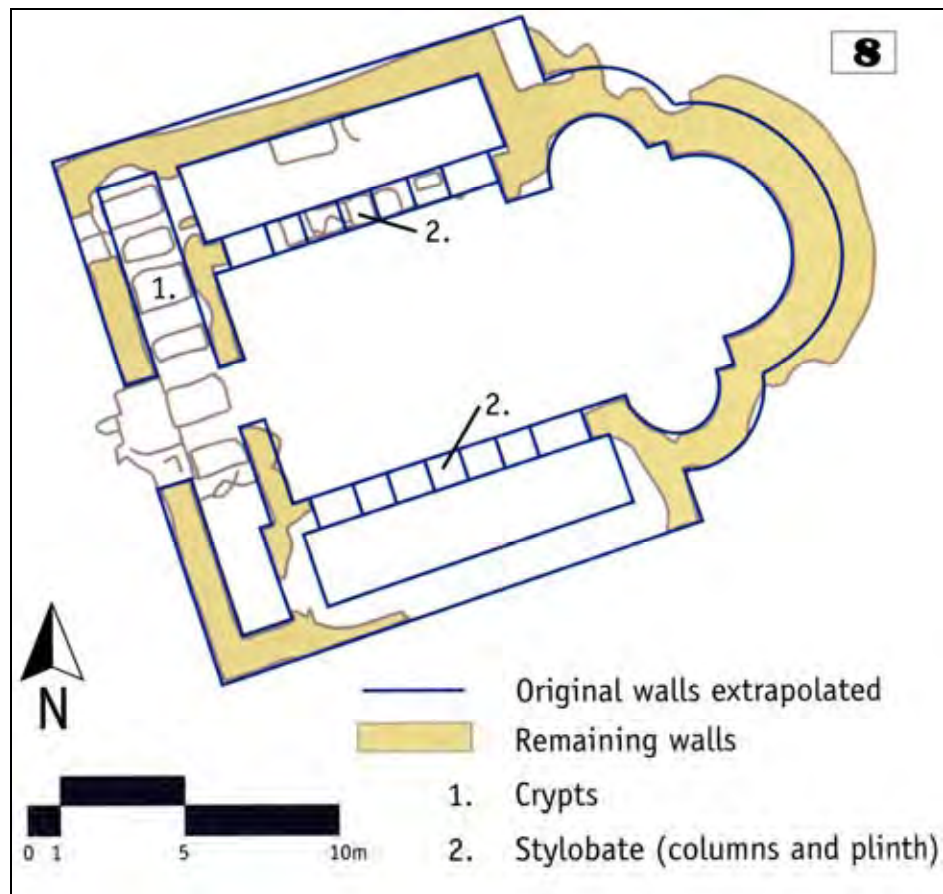 8
2.
1.
2.
N
Original walls extrapolated
Remaining walls
1. Crypts
2. Stylobate (columns and plinth)
0 1 5 10m